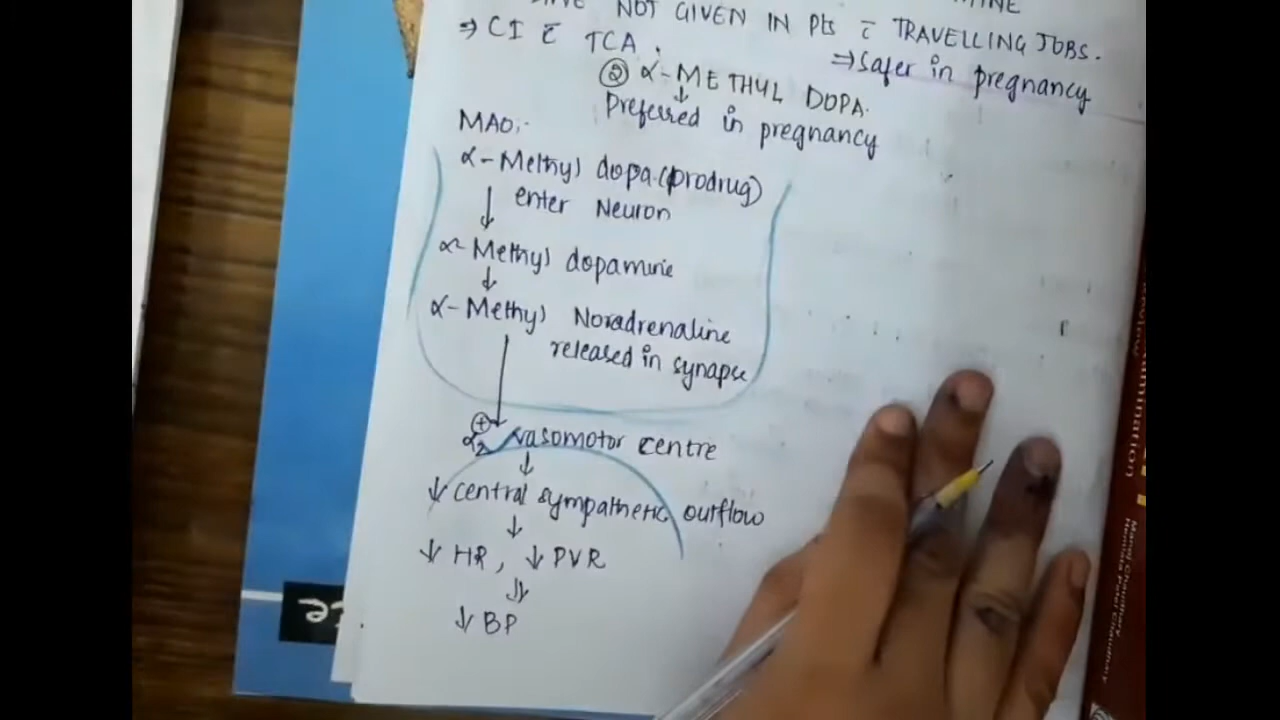 NOT GIVEN IN Pts c̄ TRAVELLING JOBS.
⇒ CI c̄ TCA.
⇒ Safer in pregnancy
② α-METHYL DOPA.
↓
Preferred in pregnancy
MAO:-
α-Methyl dopa (prodrug)
↓ enter Neuron
α-Methyl dopamine
↓
α-Methyl Noradrenaline
released in synapse
↓
⊕
α2 Vasomotor centre
↓
↓ central sympathetic outflow
↓
↓ HR, ↓ PVR
⇓
↓ BP
Manoj Chaudhary